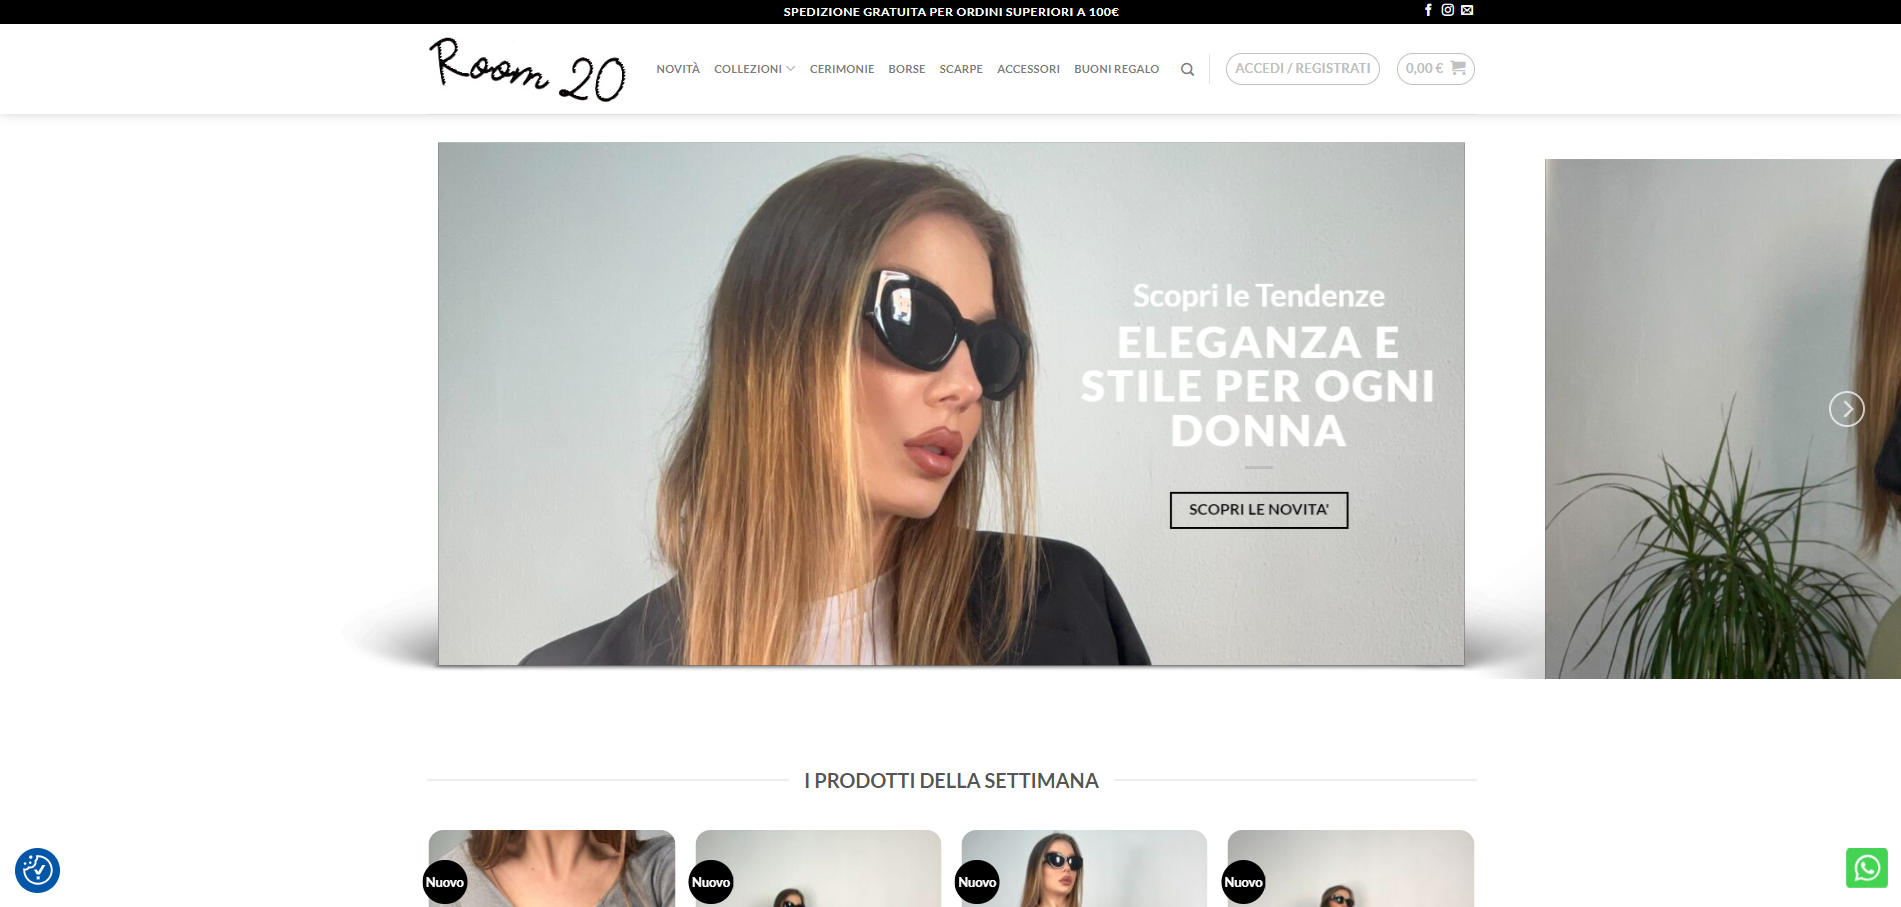 SPEDIZIONE GRATUITA PER ORDINI SUPERIORI A 100€
Room 20
NOVITÀ COLLEZIONI CERIMONIE BORSE SCARPE ACCESSORI BUONI REGALO ACCEDI / REGISTRATI 0,00 €
Scopri le Tendenze
ELEGANZA E
STILE PER OGNI
DONNA
SCOPRI LE NOVITA'
I PRODOTTI DELLA SETTIMANA
Nuovo Nuovo Nuovo Nuovo